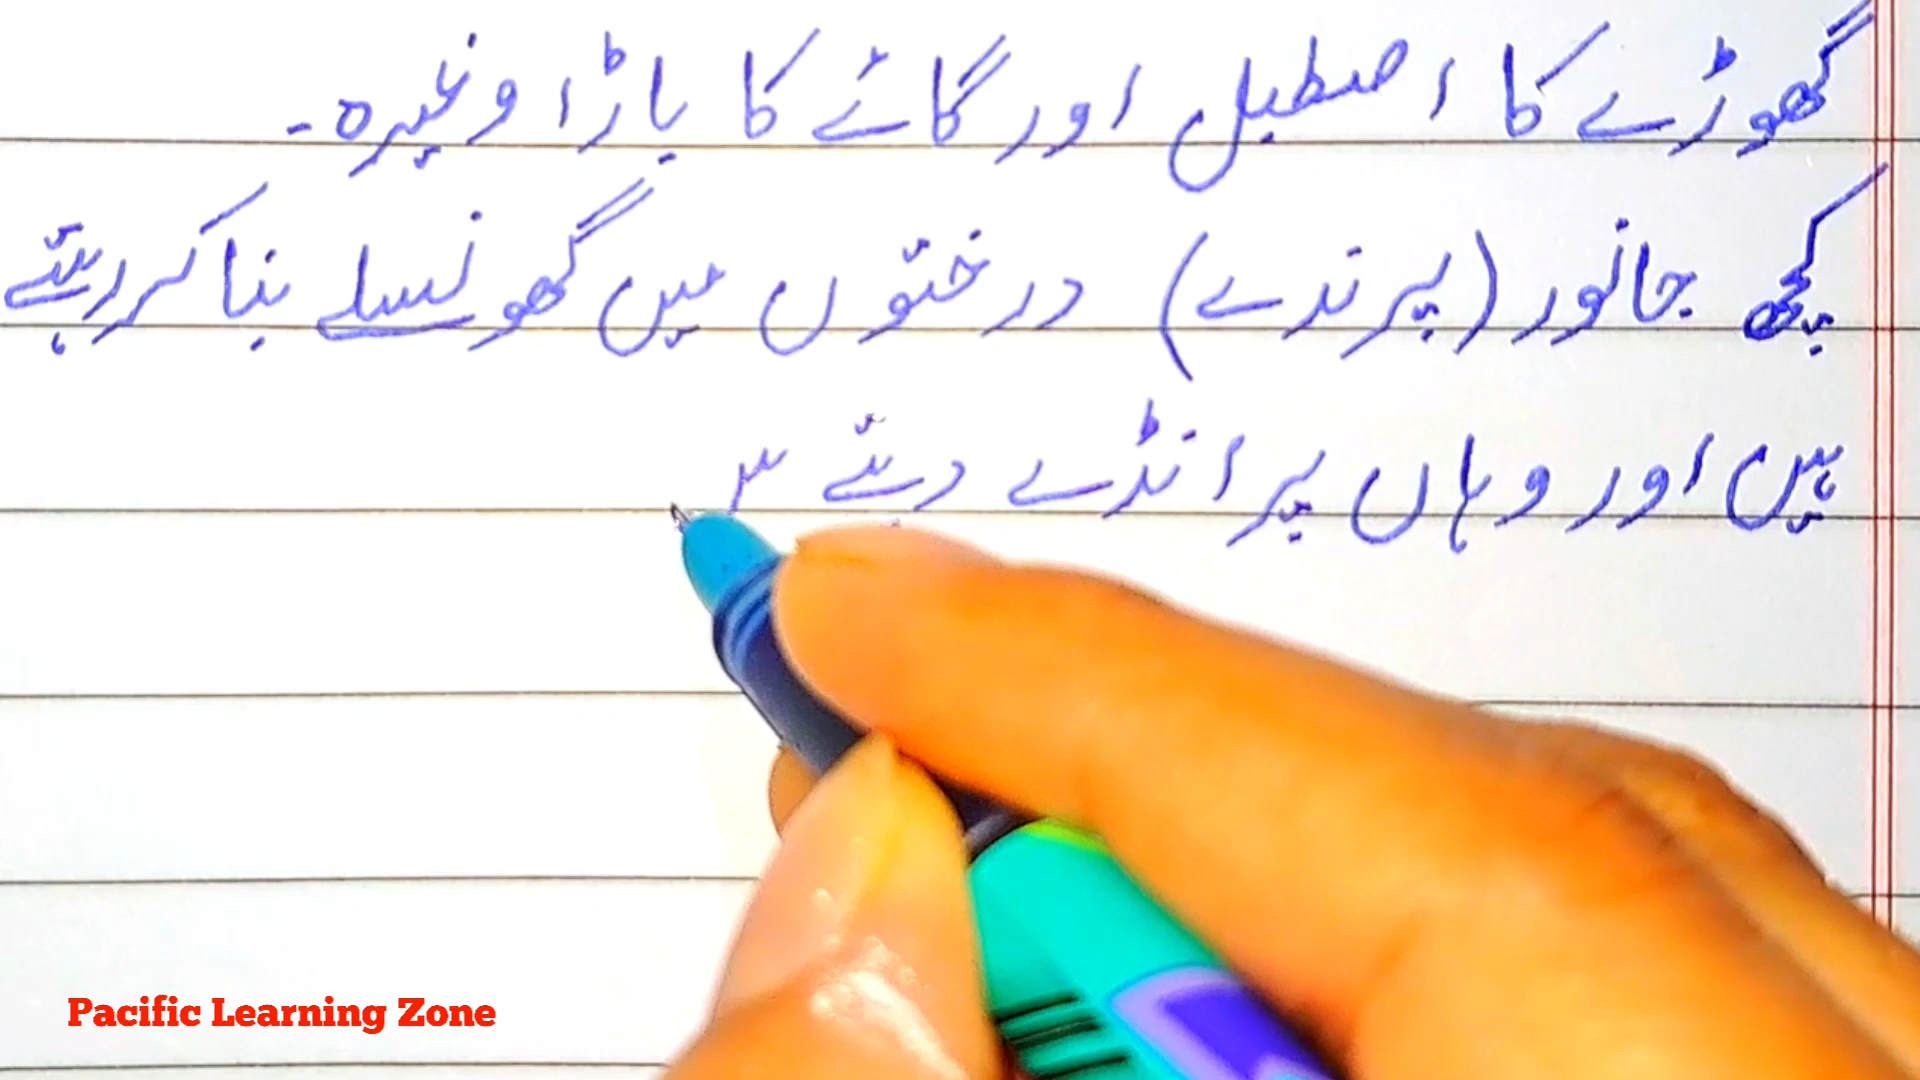 گھوڑے کا اصطبل اور گائے کا باڑا وغیرہ۔
کچھ جانور (پرندے) درختوں میں گھونسلے بنا کر رہتے
ہیں اور وہاں پر انڈے دیتے
Pacific Learning Zone